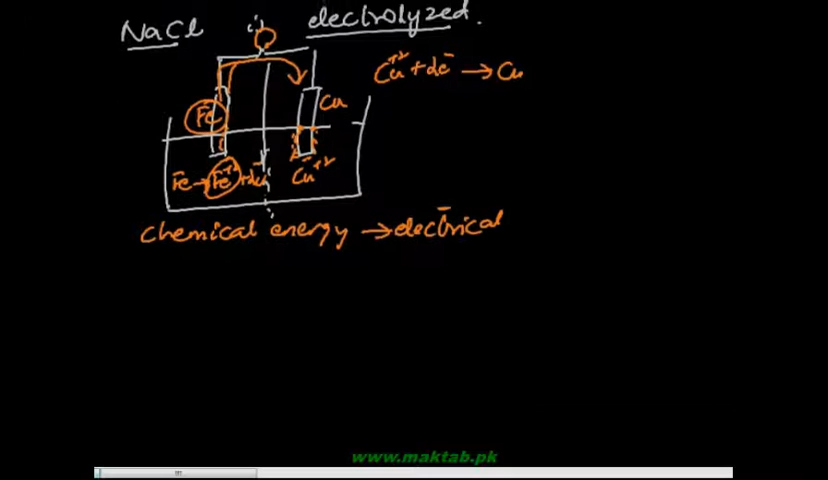 NaCl electrolyzed.
Cu+2 + 2e- → Cu
Fe
Cu
Fe → Fe+2 + 2e-
Cu+2
chemical energy → electrical
www.maktab.pk